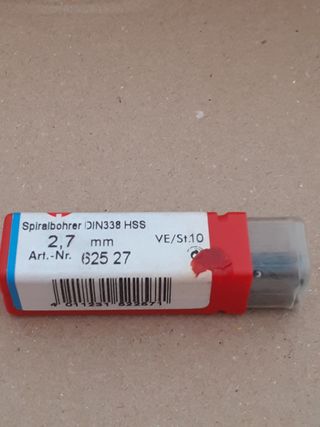 Spiralbohrer DIN338 HSS
2,7 mm VE/St.10
Art.-Nr. 625 27